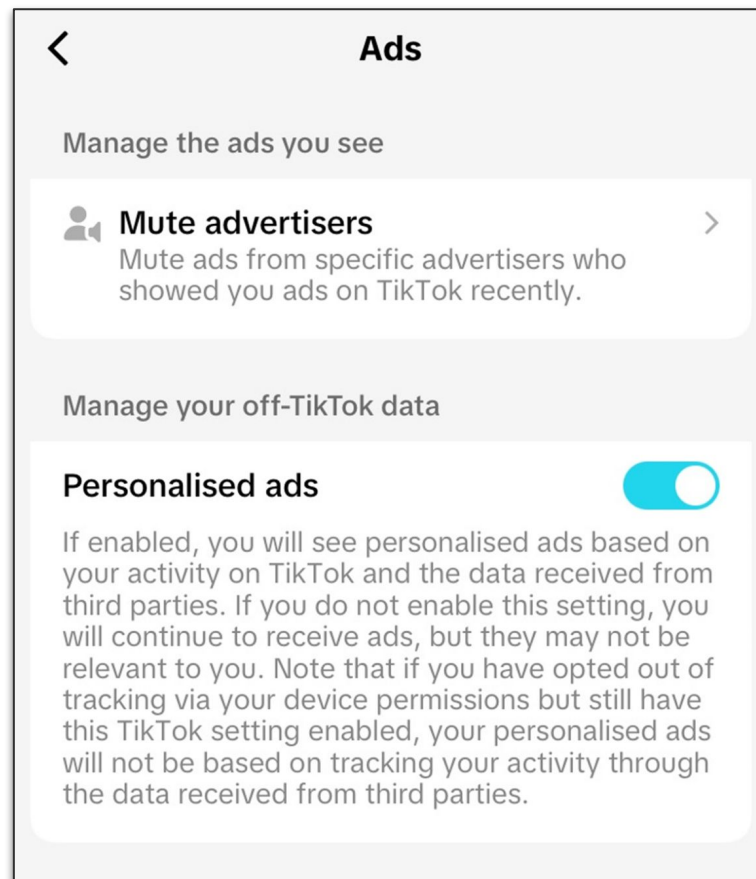 Ads
Manage the ads you see
Mute advertisers
Mute ads from specific advertisers who
showed you ads on TikTok recently.
Manage your off-TikTok data
Personalised ads
If enabled, you will see personalised ads based on
your activity on TikTok and the data received from
third parties. If you do not enable this setting, you
will continue to receive ads, but they may not be
relevant to you. Note that if you have opted out of
tracking via your device permissions but still have
this TikTok setting enabled, your personalised ads
will not be based on tracking your activity through
the data received from third parties.